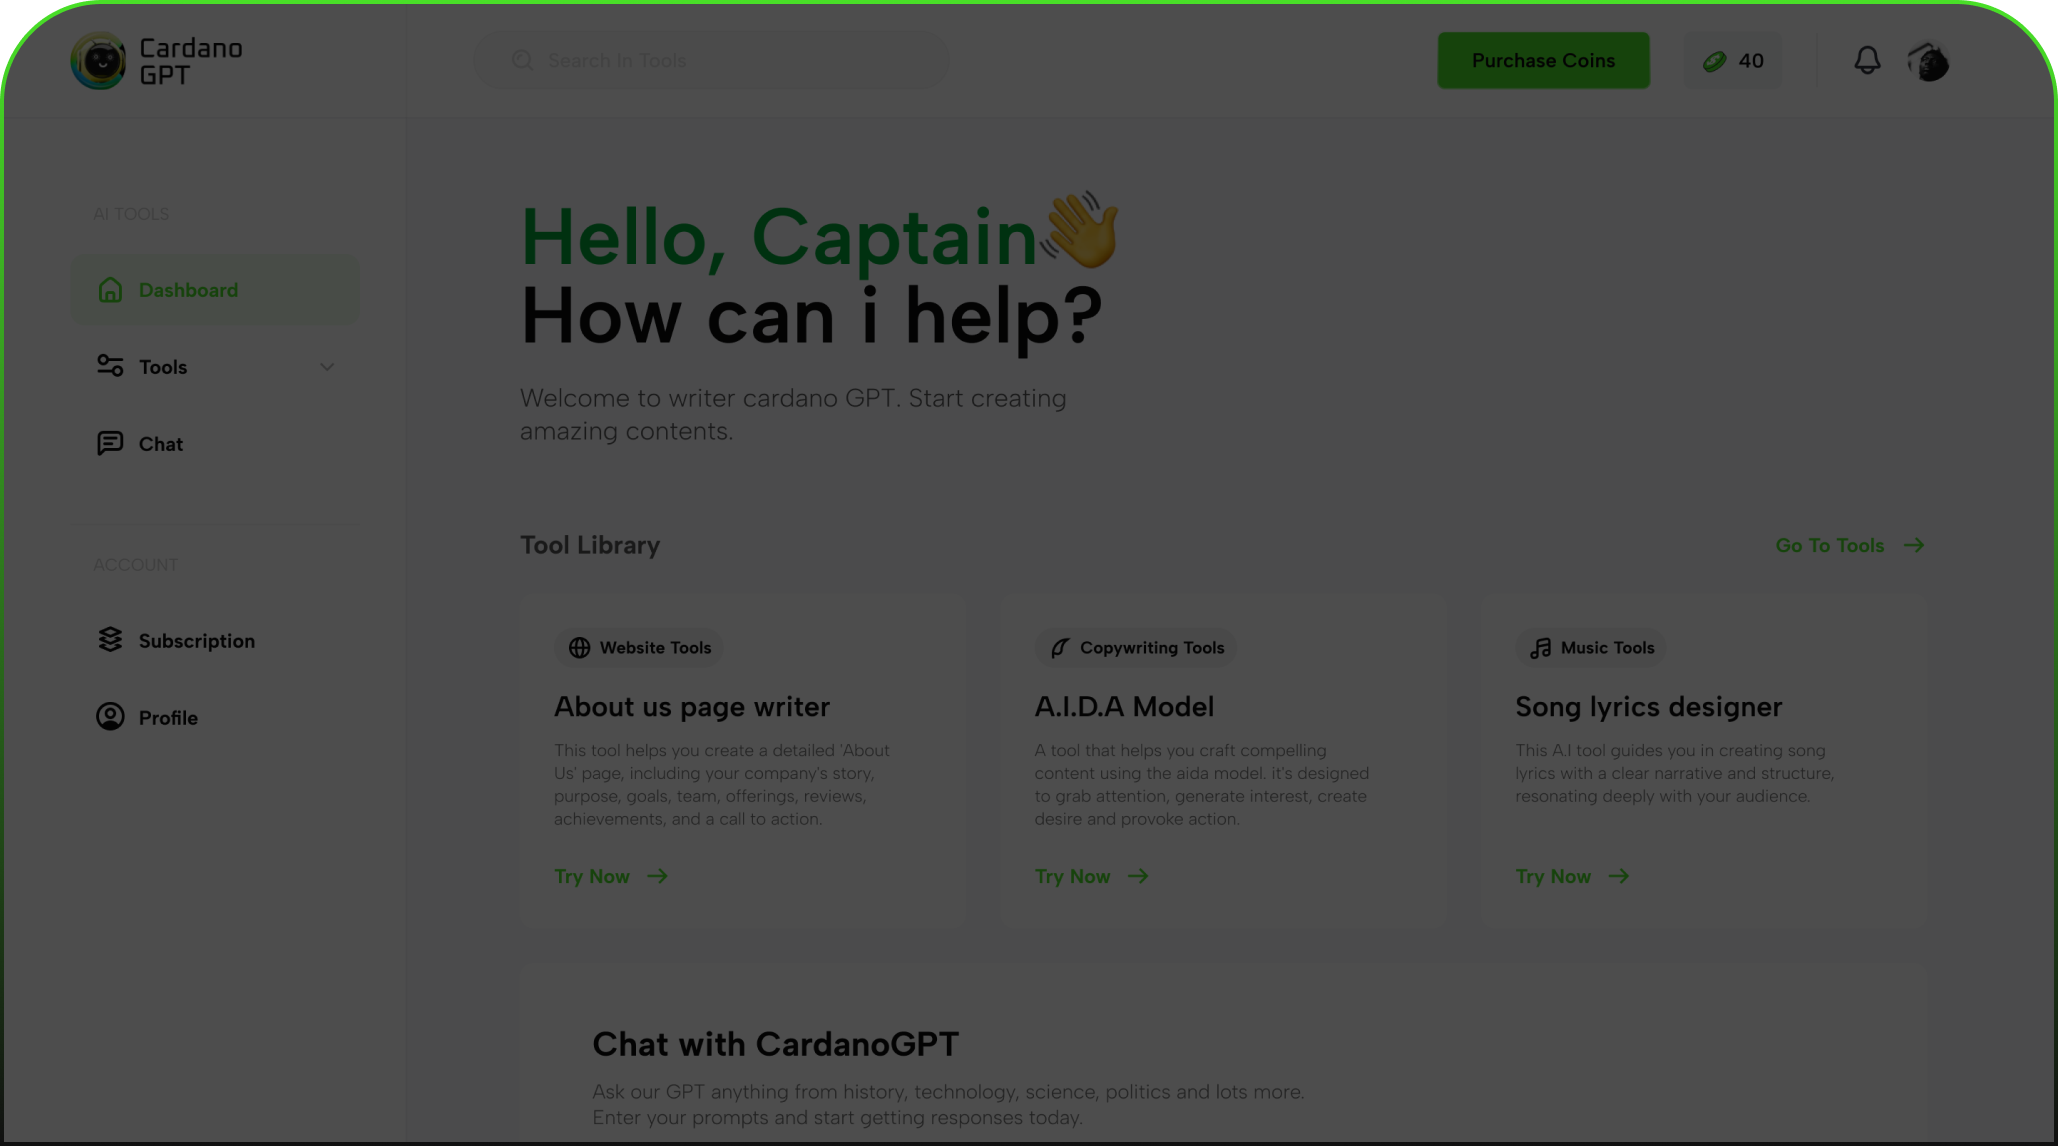 Cardano
GPT
Search In Tools
Purchase Coins
40
AI TOOLS
Dashboard
Tools
Chat
ACCOUNT
Subscription
Profile
Hello, Captain👋
How can i help?
Welcome to writer cardano GPT. Start creating
amazing contents.
Tool Library
Go To Tools
Website Tools
About us page writer
This tool helps you create a detailed 'About
Us' page, including your company's story,
purpose, goals, team, offerings, reviews,
achievements, and a call to action.
Try Now
Copywriting Tools
A.I.D.A Model
A tool that helps you craft compelling
content using the aida model. it's designed
to grab attention, generate interest, create
desire and provoke action.
Try Now
Music Tools
Song lyrics designer
This A.I tool guides you in creating song
lyrics with a clear narrative and structure,
resonating deeply with your audience.
Try Now
Chat with CardanoGPT
Ask our GPT anything from history, technology, science, politics and lots more.
Enter your prompts and start getting responses today.